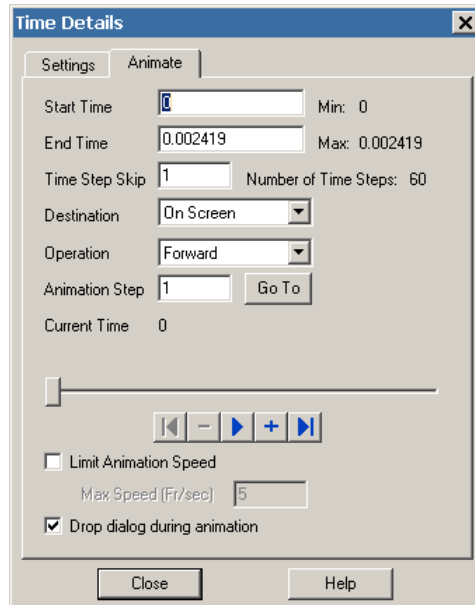 Time Details
Settings Animate
Start Time 0 Min: 0
End Time 0.002419 Max: 0.002419
Time Step Skip 1 Number of Time Steps: 60
Destination On Screen
Operation Forward
Animation Step 1 Go To
Current Time 0
Limit Animation Speed
Max Speed (Fr/sec) 5
Drop dialog during animation
Close Help